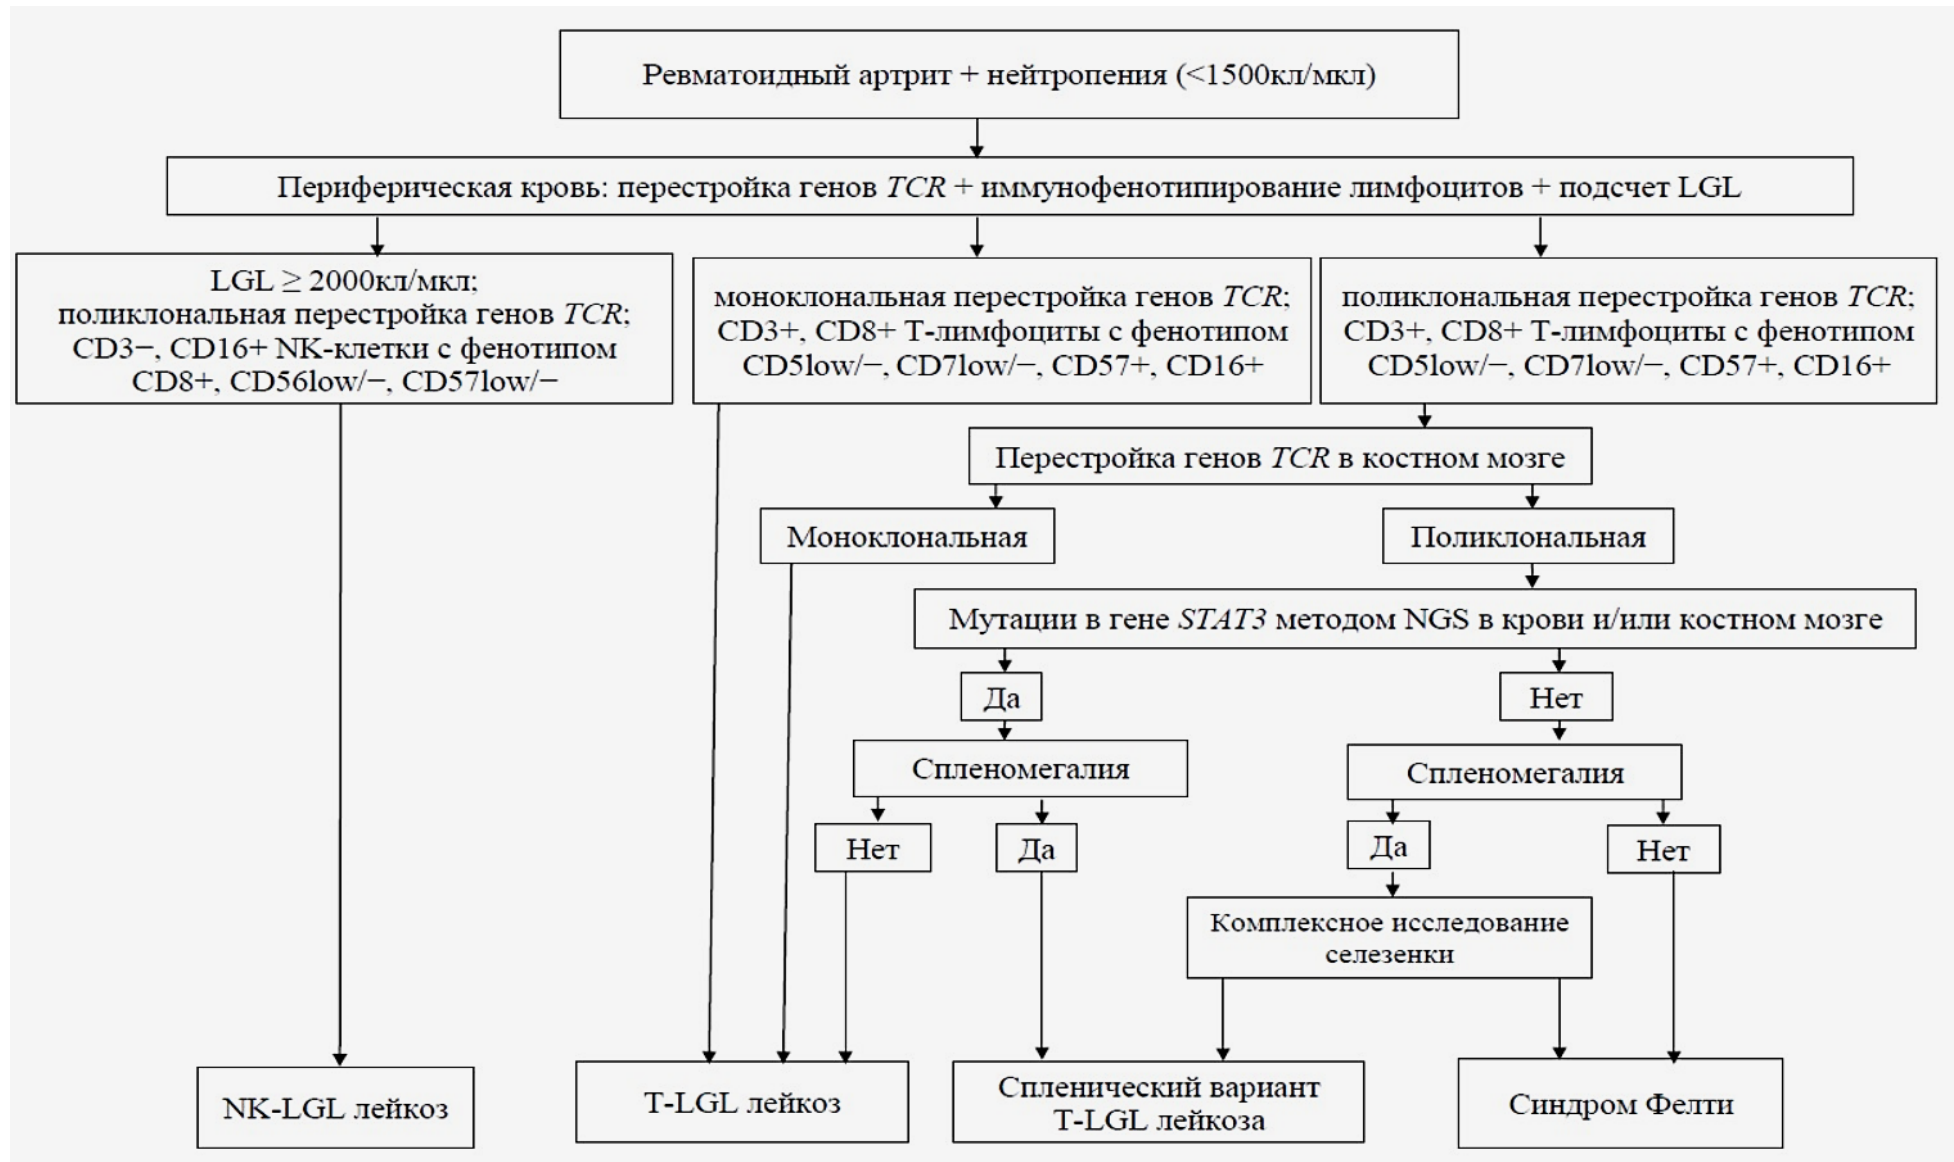 Ревматоидный артрит + нейтропения (<1500кл/мкл)
Периферическая кровь: перестройка генов TCR + иммунофенотипирование лимфоцитов + подсчет LGL
LGL ≥ 2000кл/мкл;
поликлональная перестройка генов TCR;
CD3−, CD16+ NK-клетки с фенотипом
CD8+, CD56low/−, CD57low/−
моноклональная перестройка генов TCR;
CD3+, CD8+ Т-лимфоциты с фенотипом
CD5low/−, CD7low/−, CD57+, CD16+
поликлональная перестройка генов TCR;
CD3+, CD8+ Т-лимфоциты с фенотипом
CD5low/−, CD7low/−, CD57+, CD16+
Перестройка генов TCR в костном мозге
Моноклональная
Поликлональная
Мутации в гене STAT3 методом NGS в крови и/или костном мозге
Да
Нет
Спленомегалия
Спленомегалия
Нет
Да
Да
Нет
Комплексное исследование
селезенки
NK-LGL лейкоз
T-LGL лейкоз
Спленический вариант
T-LGL лейкоза
Синдром Фелти